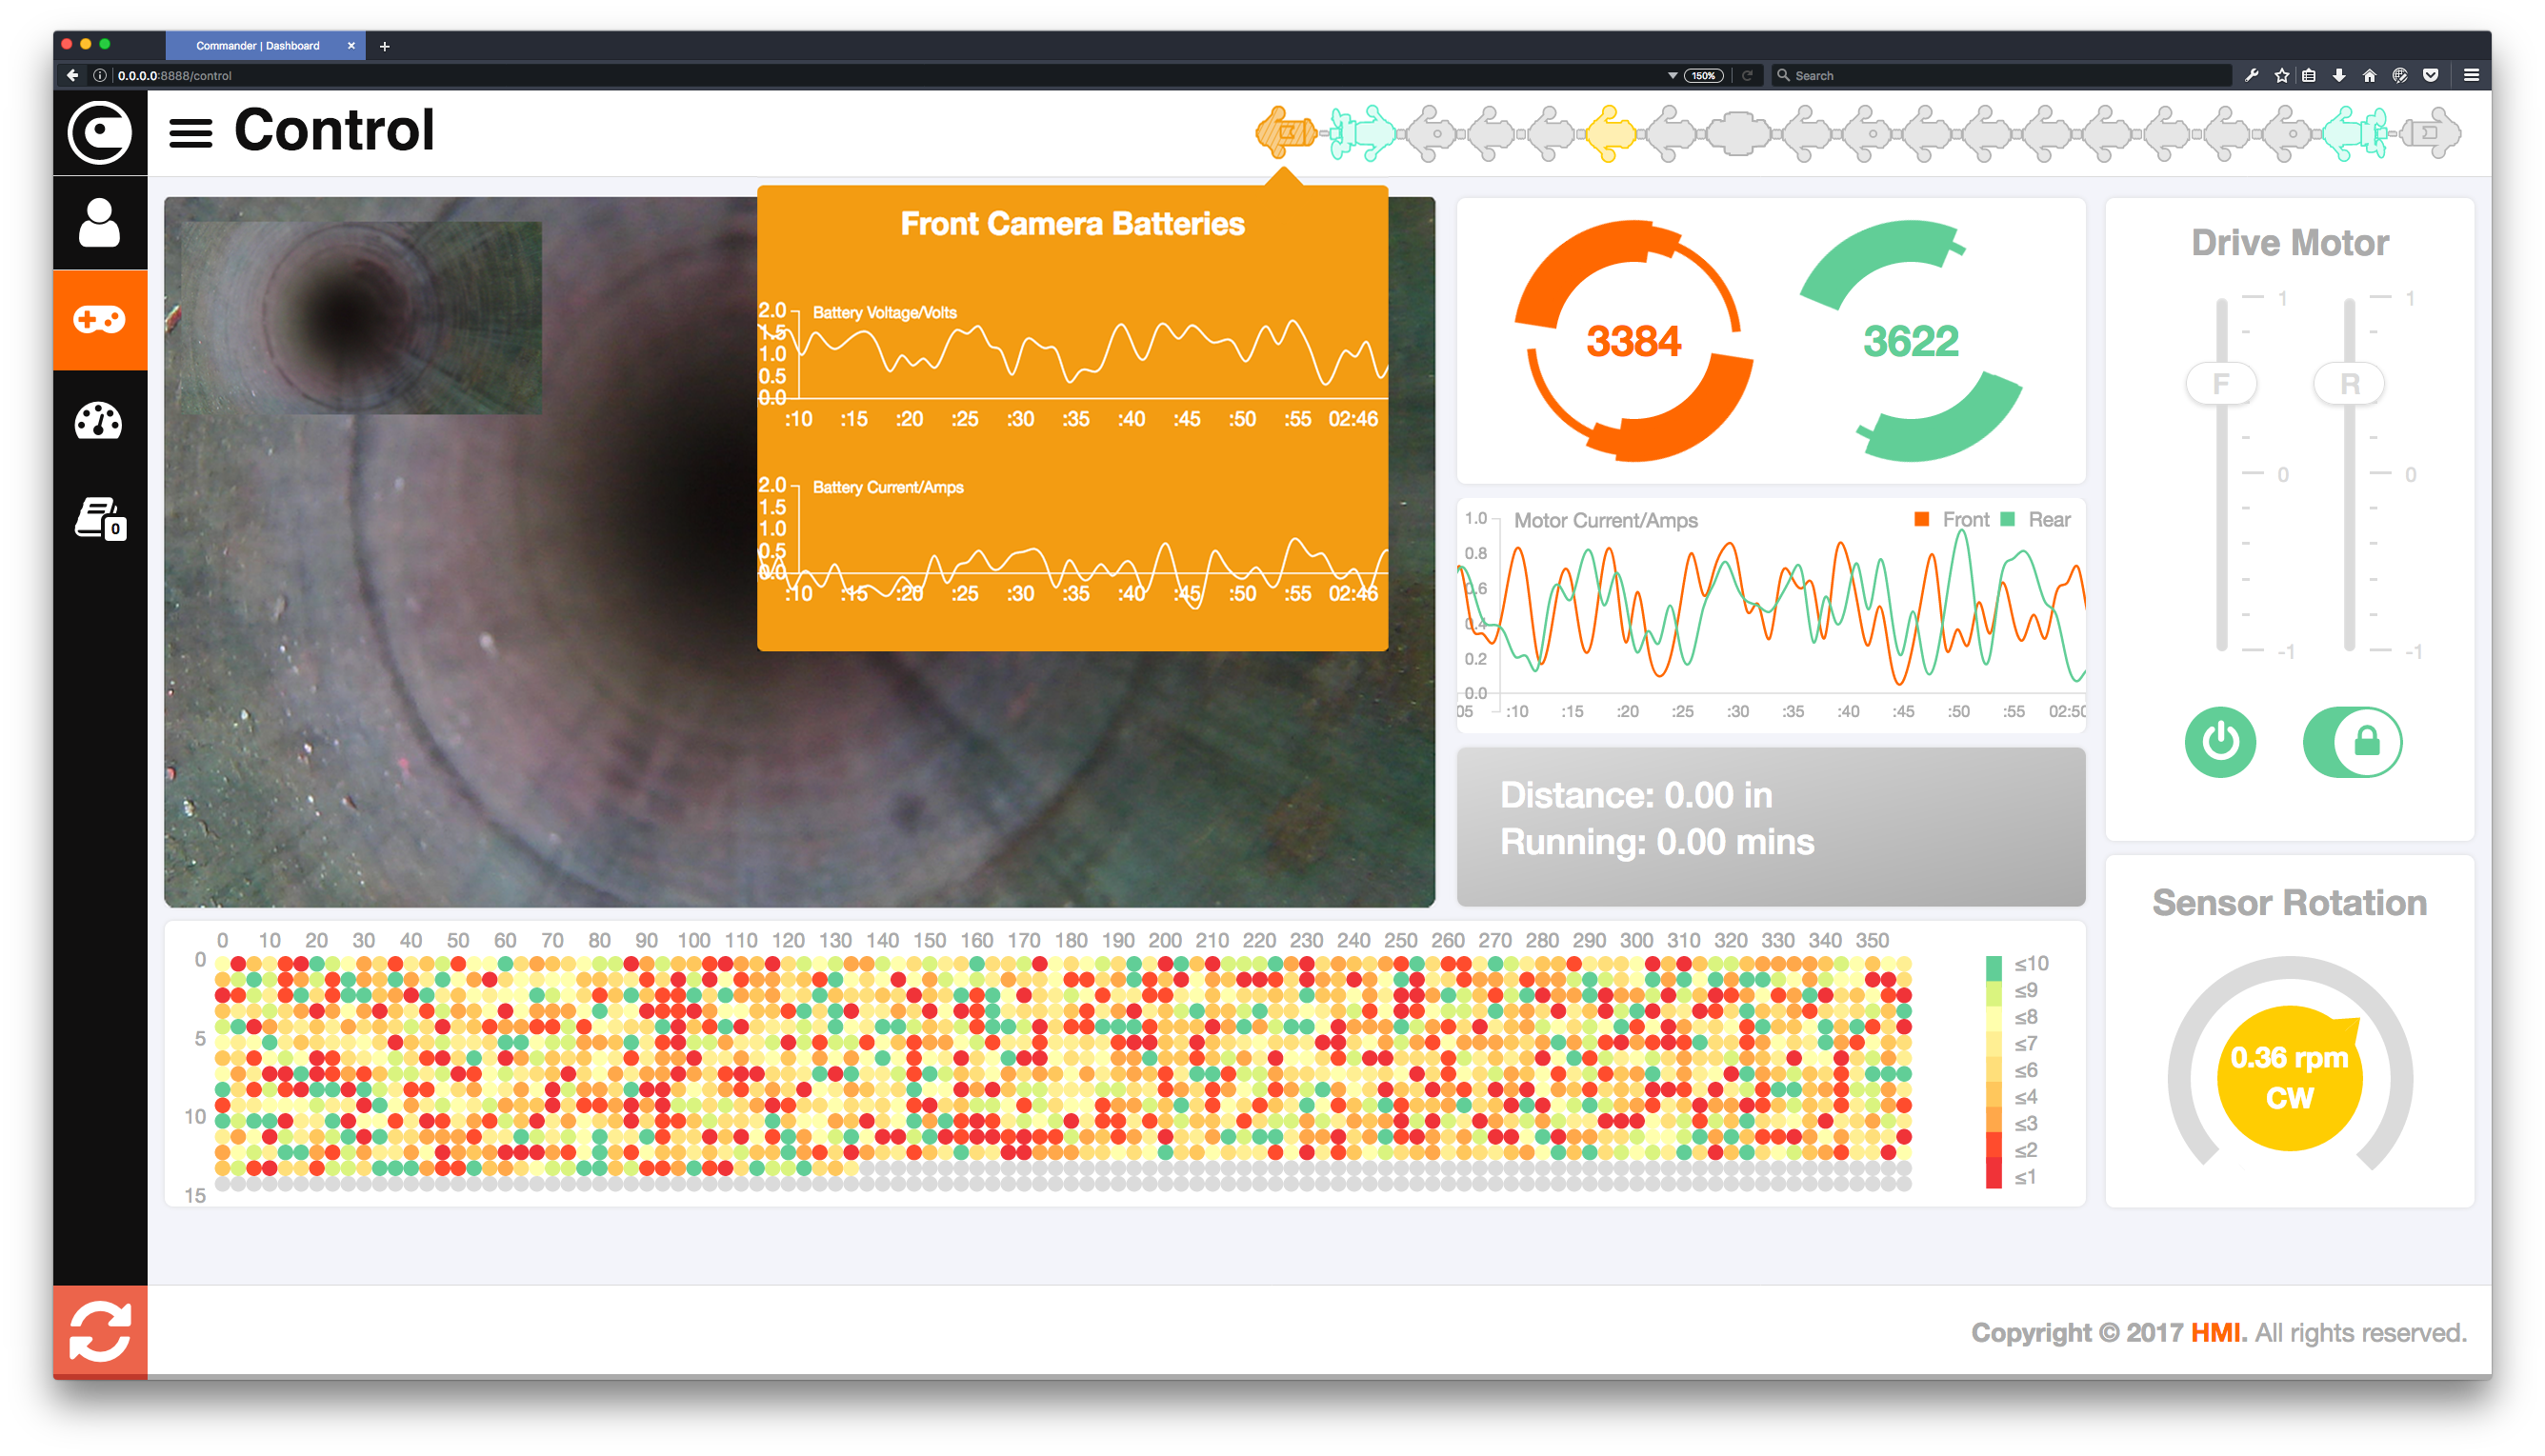 Commander | Dashboard
0.0.0.0:8888/control
150%
Search
Control
Front Camera Batteries
Battery Voltage/Volts
2.0
1.5
1.0
0.5
0.0
:10 :15 :20 :25 :30 :35 :40 :45 :50 :55 02:46
Battery Current/Amps
2.0
1.5
1.0
0.5
0.0
:10 :15 :20 :25 :30 :35 :40 :45 :50 :55 02:46
3384
3622
Motor Current/Amps
Front Rear
1.0
0.8
0.6
0.4
0.2
0.0
05 :10 :15 :20 :25 :30 :35 :40 :45 :50 :55 02:50
Distance: 0.00 in
Running: 0.00 mins
Drive Motor
1 1
F R
0 0
-1 -1
Sensor Rotation
0.36 rpm
CW
0
0 10 20 30 40 50 60 70 80 90 100 110 120 130 140 150 160 170 180 190 200 210 220 230 240 250 260 270 280 290 300 310 320 330 340 350
0
5
10
15
≤10
≤9
≤8
≤7
≤6
≤4
≤3
≤2
≤1
Copyright © 2017 HMI. All rights reserved.